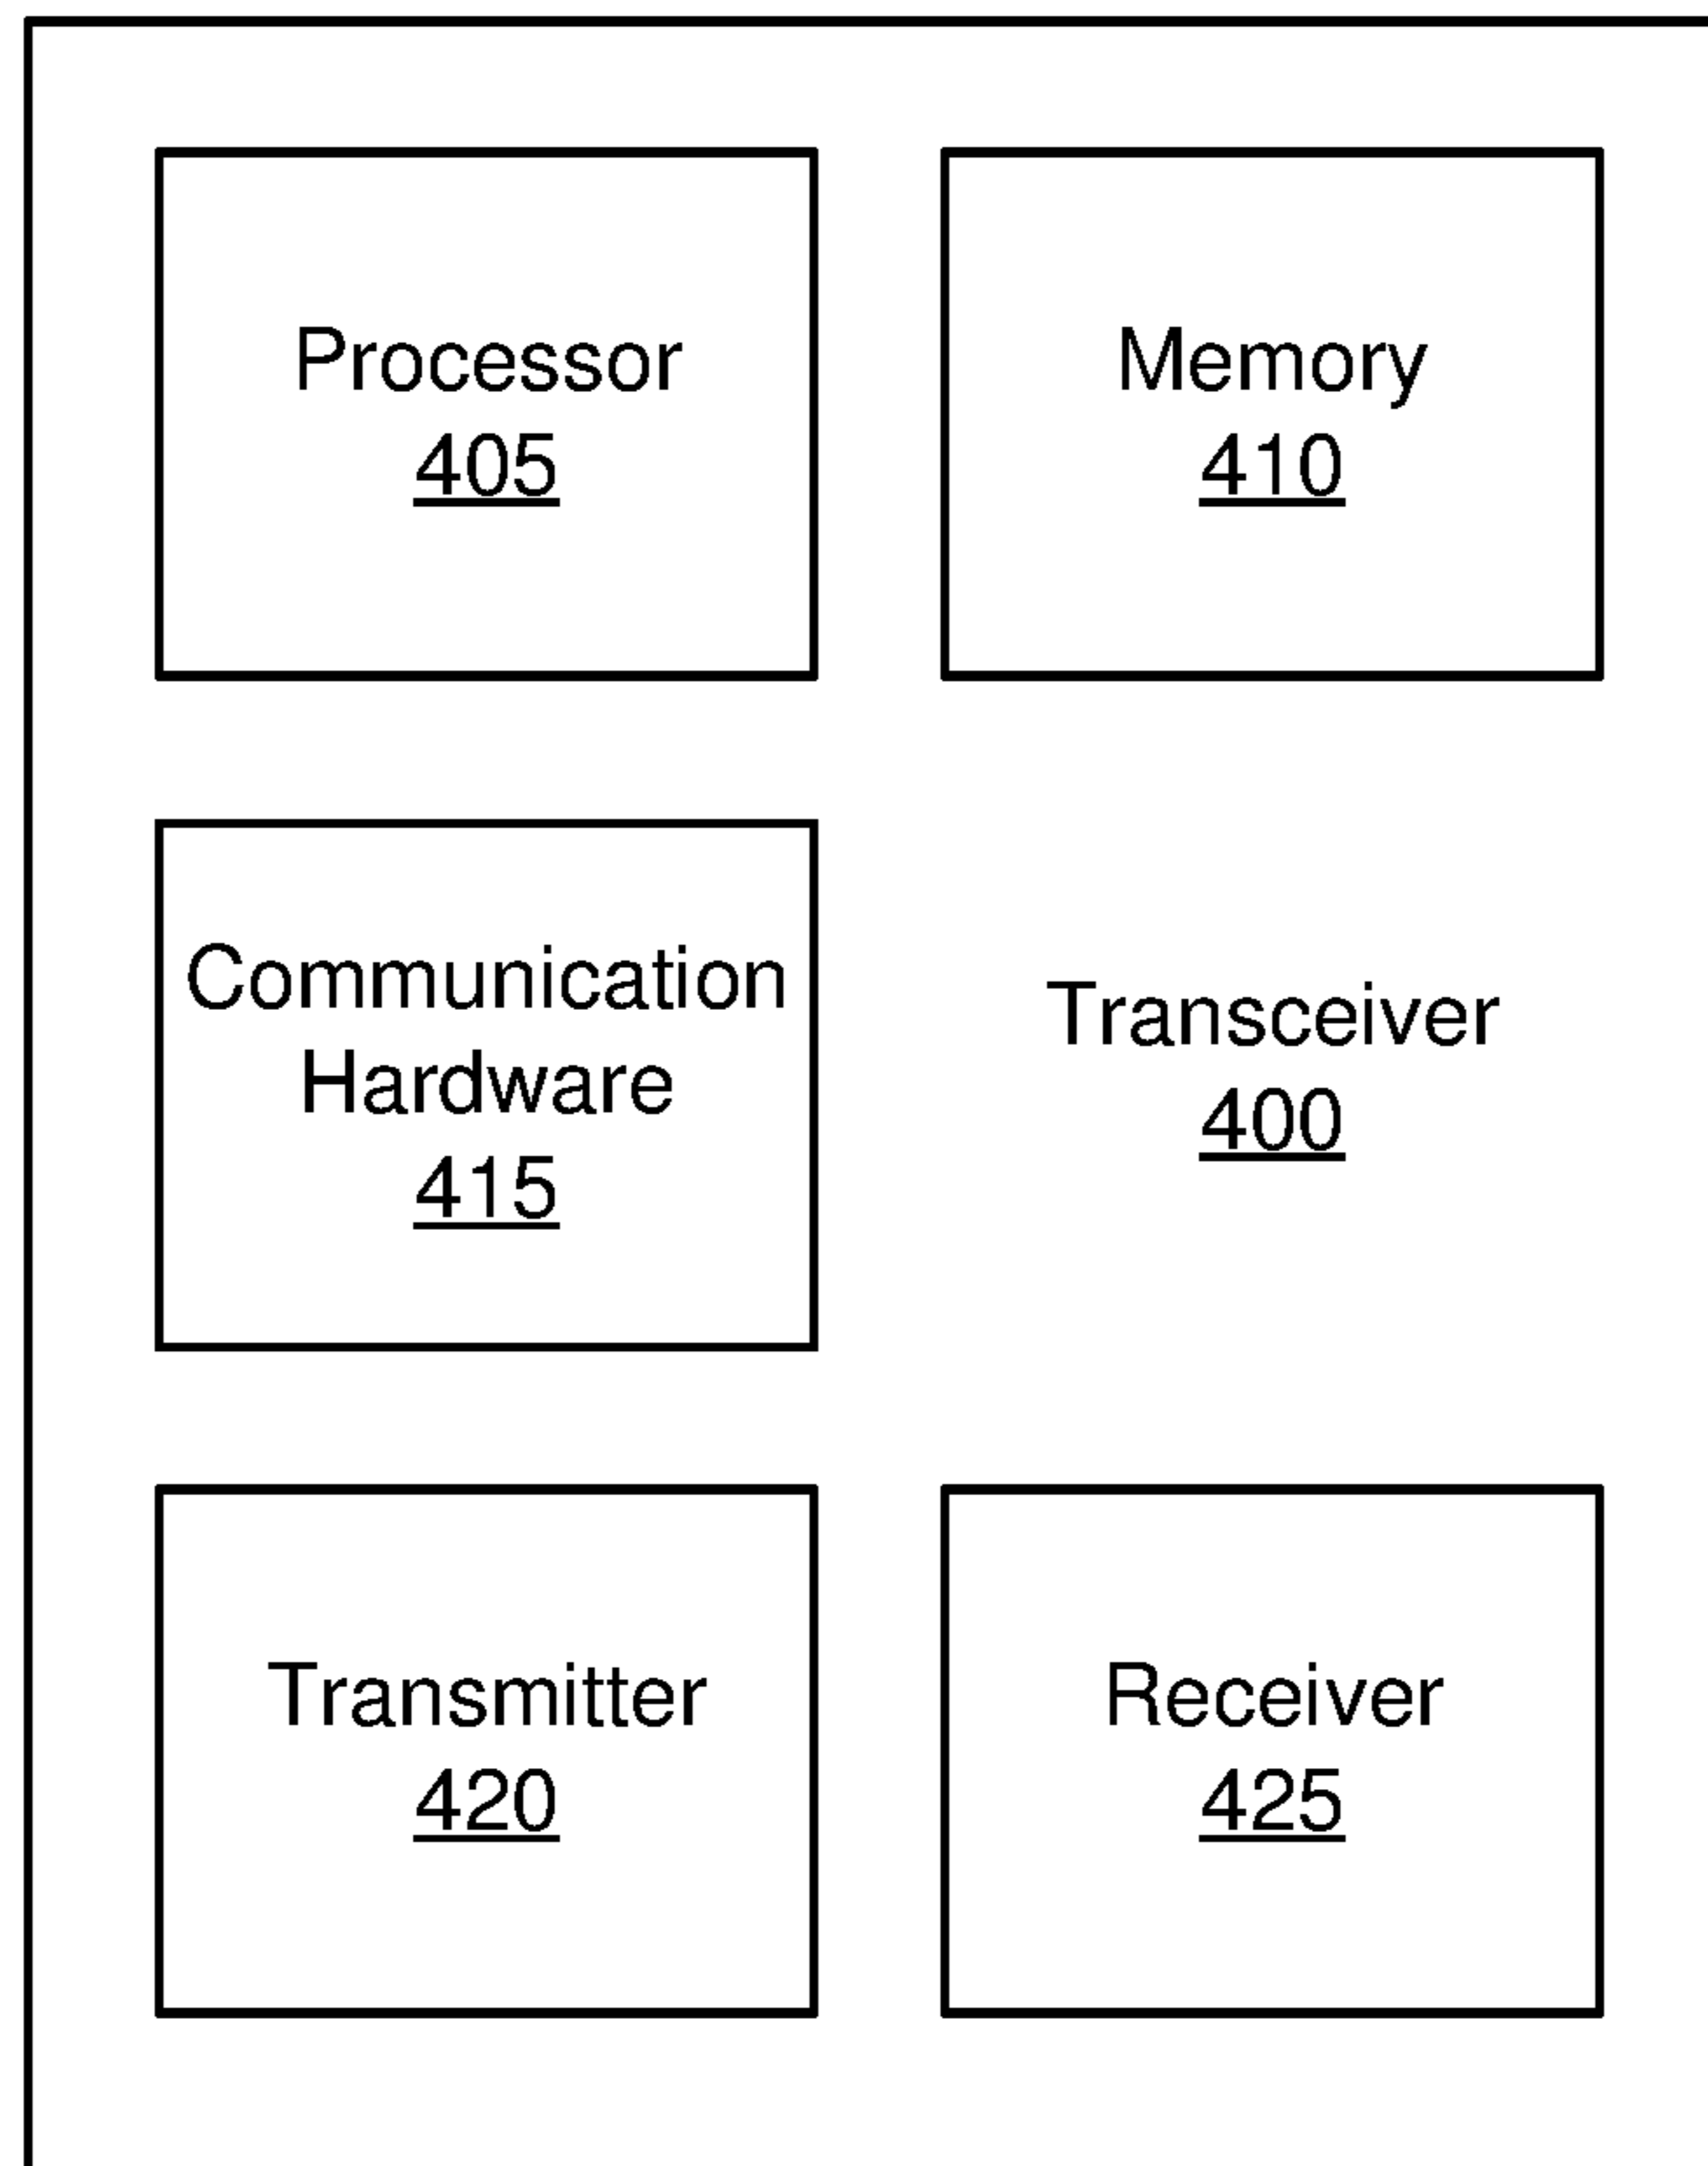 Processor
405
Memory
410
Communication
Hardware
415
Transceiver
400
Transmitter
420
Receiver
425